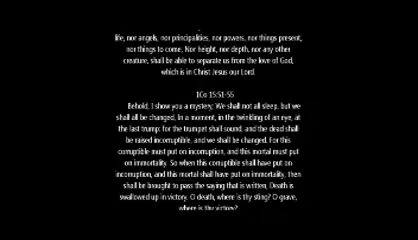 life, nor angels, nor principalities, nor powers, nor things present,
nor things to come, Nor height, nor depth, nor any other
creature, shall be able to separate us from the love of God,
which is in Christ Jesus our Lord.
1Co 15:51-55
Behold, I show you a mystery; We shall not all sleep, but we
shall all be changed, In a moment, in the twinkling of an eye, at
the last trump: for the trumpet shall sound, and the dead shall
be raised incorruptible, and we shall be changed. For this
corruptible must put on incorruption, and this mortal must put
on immortality. So when this corruptible shall have put on
incorruption, and this mortal shall have put on immortality, then
shall be brought to pass the saying that is written, Death is
swallowed up in victory. O death, where is thy sting? O grave,
where is thy victory?